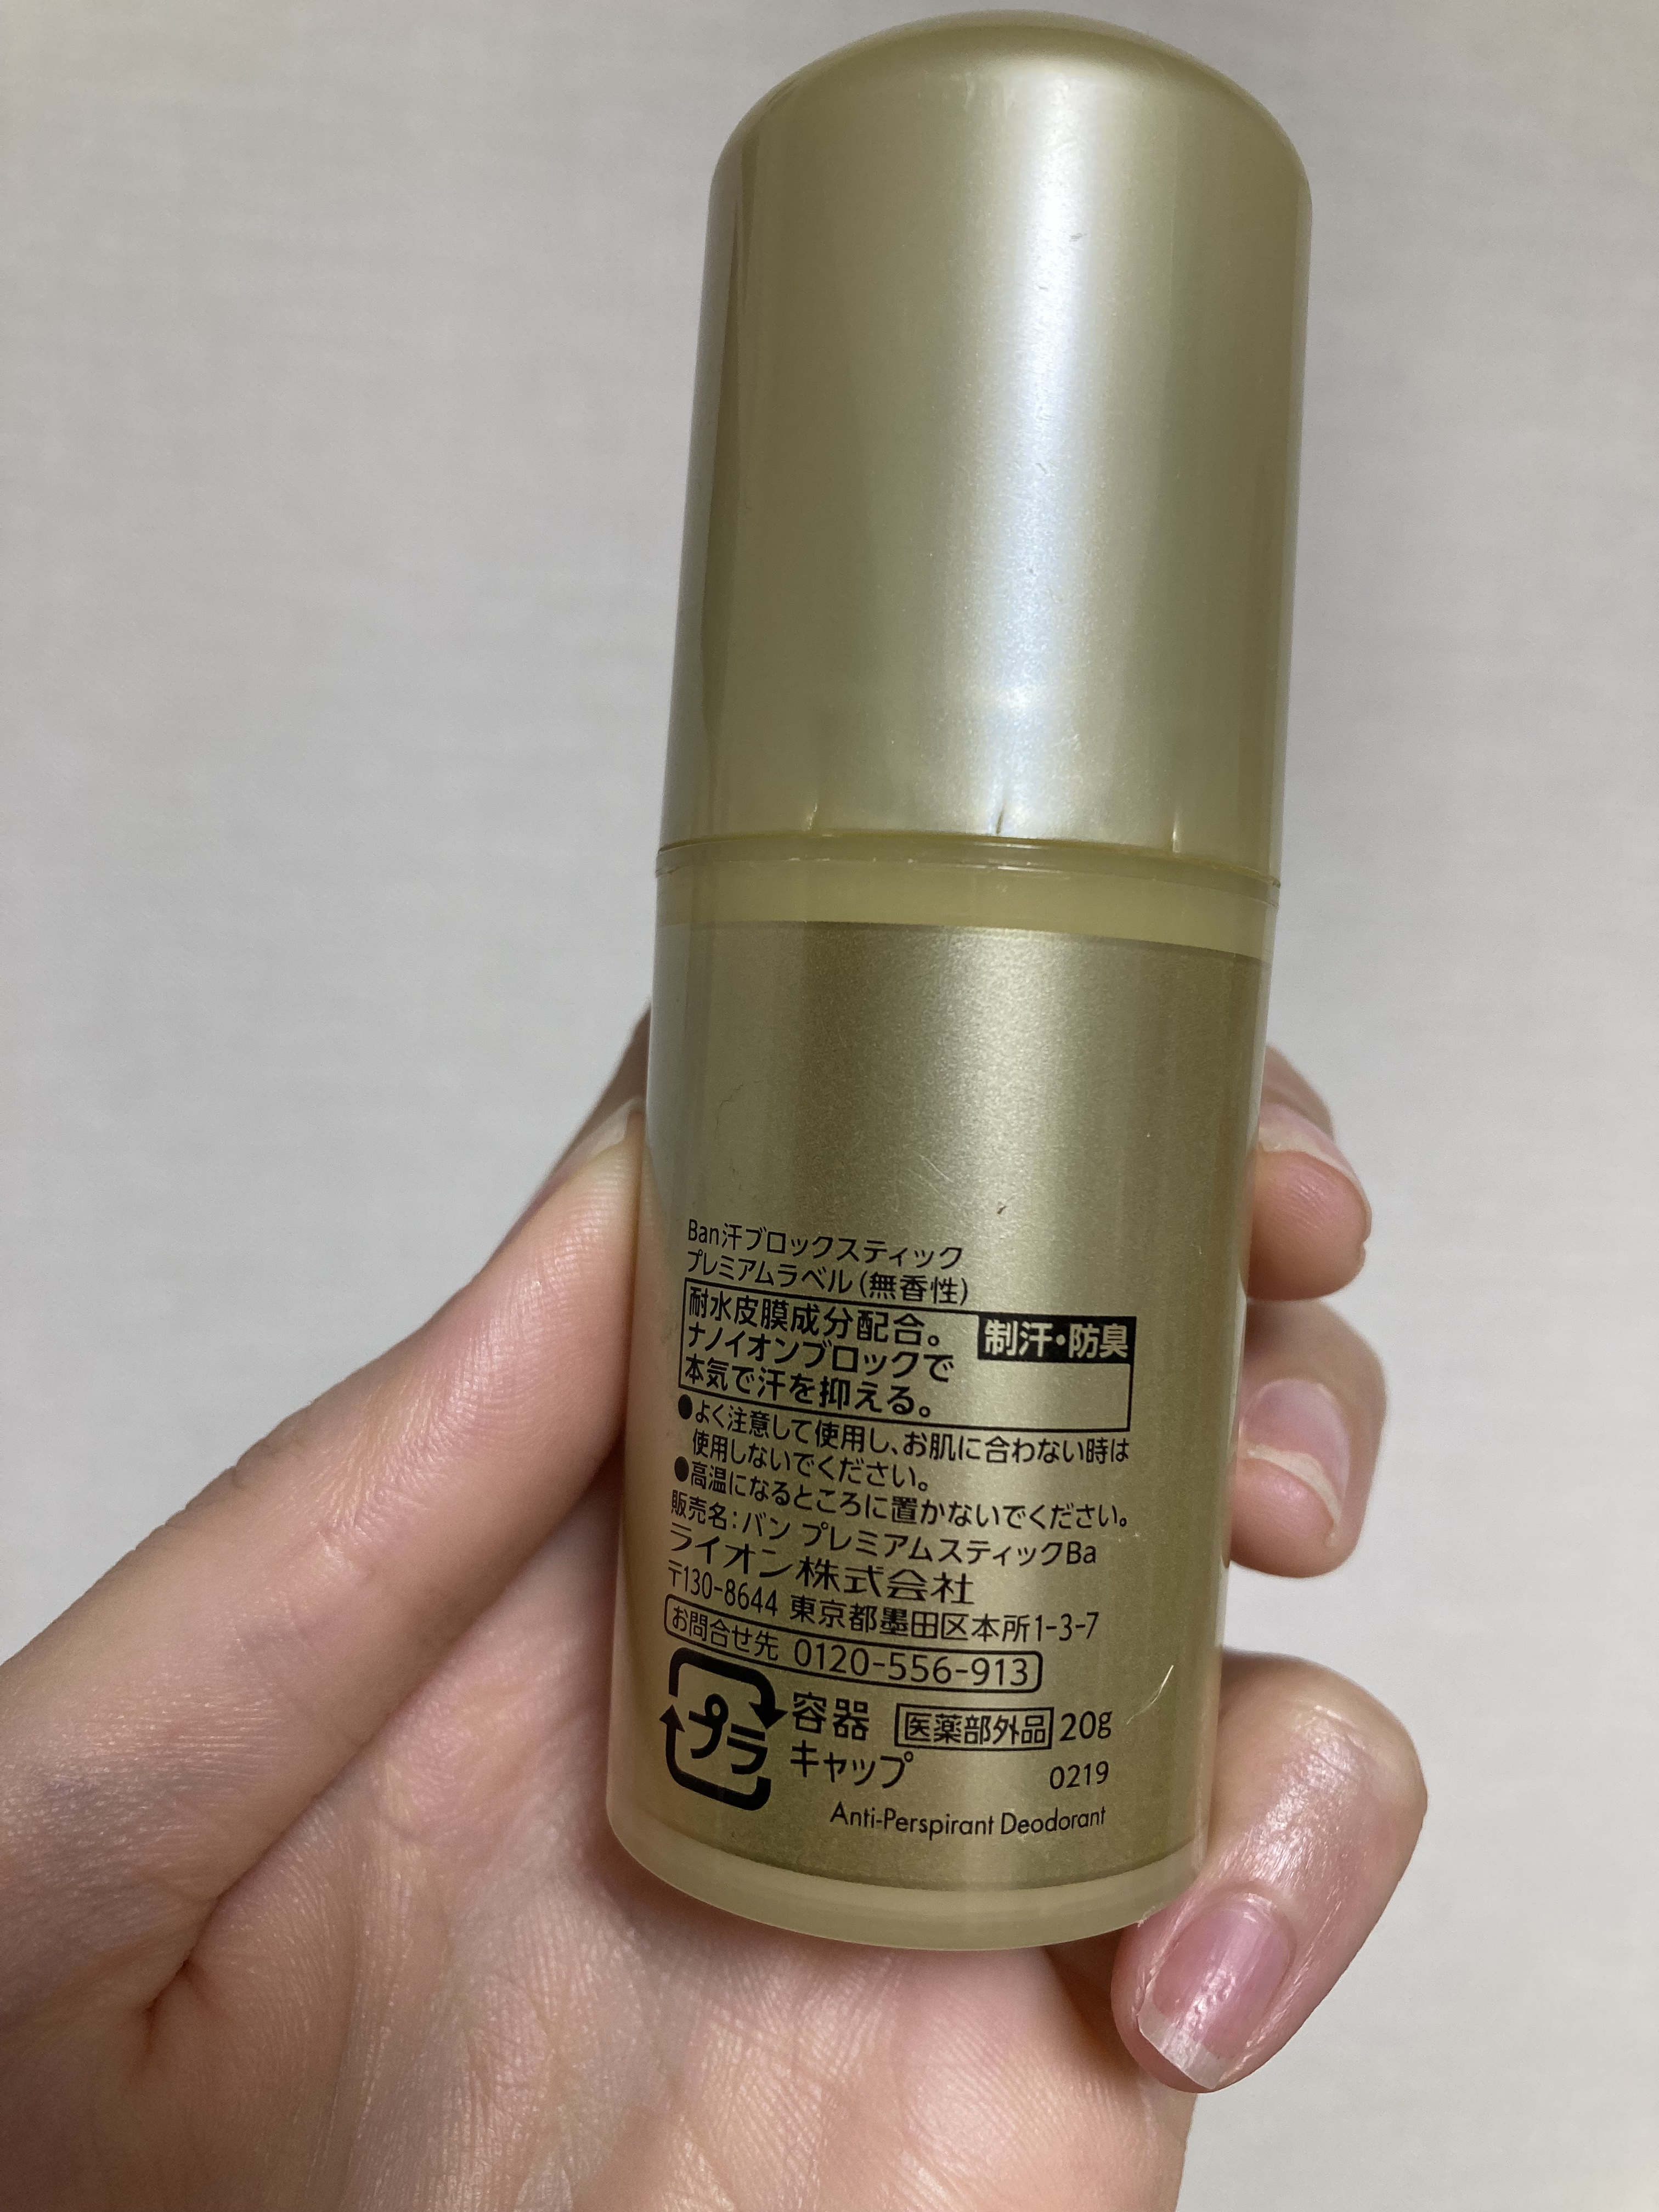 Ban汗ブロックスティック
プレミアムラベル(無香性)
耐水皮膜成分配合。
制汗・防臭
ナノイオンブロックで
本気で汗を抑える。
●よく注意して使用し、お肌に合わない時は
使用しないでください。
●高温になるところに置かないでください。
販売名:バン プレミアムスティックBa
ライオン株式会社
〒130-8644 東京都墨田区本所1-3-7
お問合せ先 0120-556-913
プラ
容器
キャップ
医薬部外品 20g
0219
Anti-Perspirant Deodorant